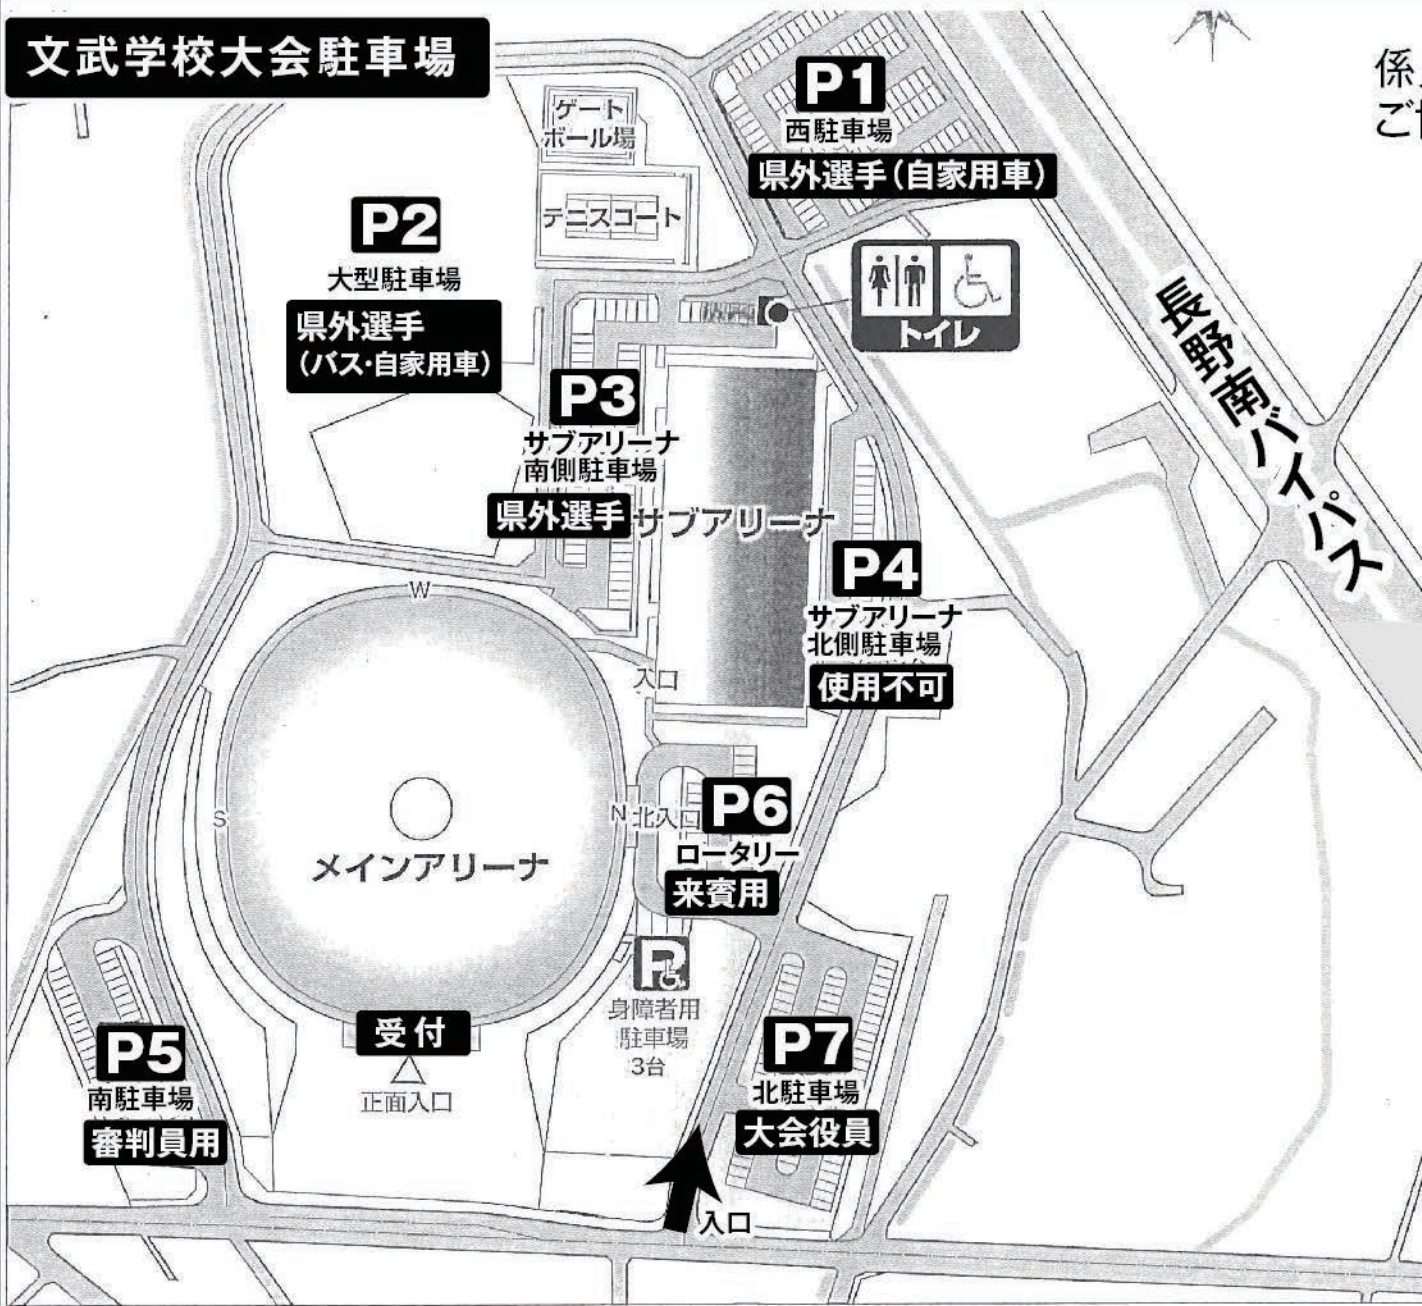 文武学校大会駐車場
係
ご
P1
西駐車場
県外選手（自家用車）
ゲート
ボール場
テニスコート
P2
大型駐車場
県外選手
（バス・自家用車）
トイレ
長野南バイパス
P3
サブアリーナ
南側駐車場
県外選手
サブアリーナ
P4
サブアリーナ
北側駐車場
使用不可
W
入口
S
N
北入口
P6
ロータリー
来賓用
メインアリーナ
P
身障者用
駐車場
3台
受付
正面入口
P5
南駐車場
審判員用
P7
北駐車場
大会役員
入口